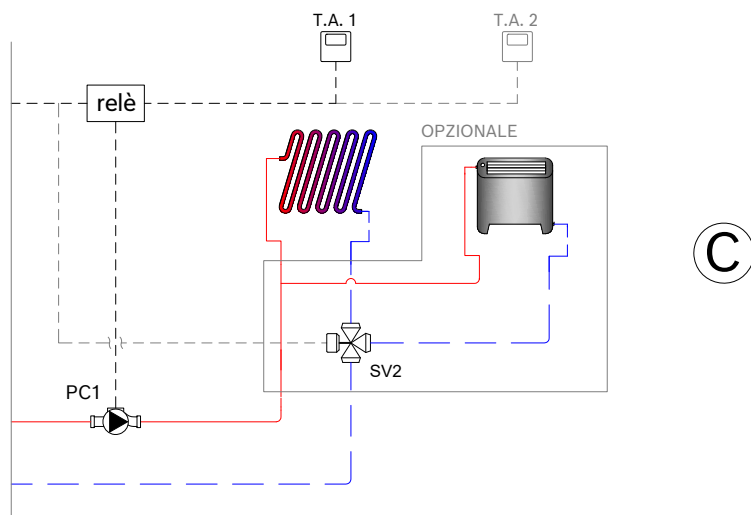 T.A. 1
T.A. 2
relè
OPZIONALE
C
SV2
PC1